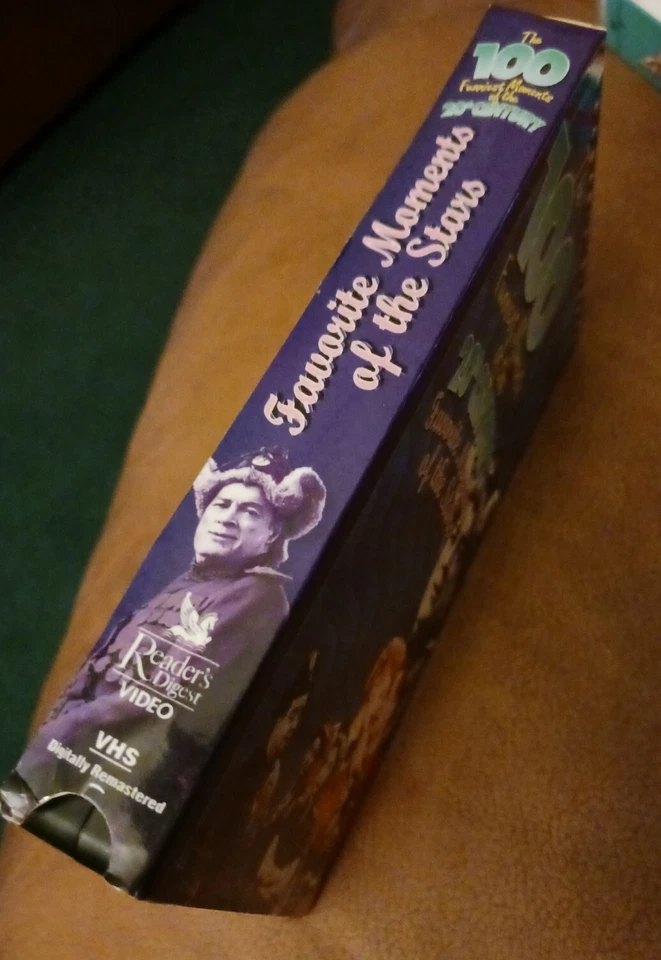 The
100
Funniest Moments
of the
20th CENTURY
Favorite Moments
of the Stars
Reader's
Digest
VIDEO
VHS
Digitally Remastered
100